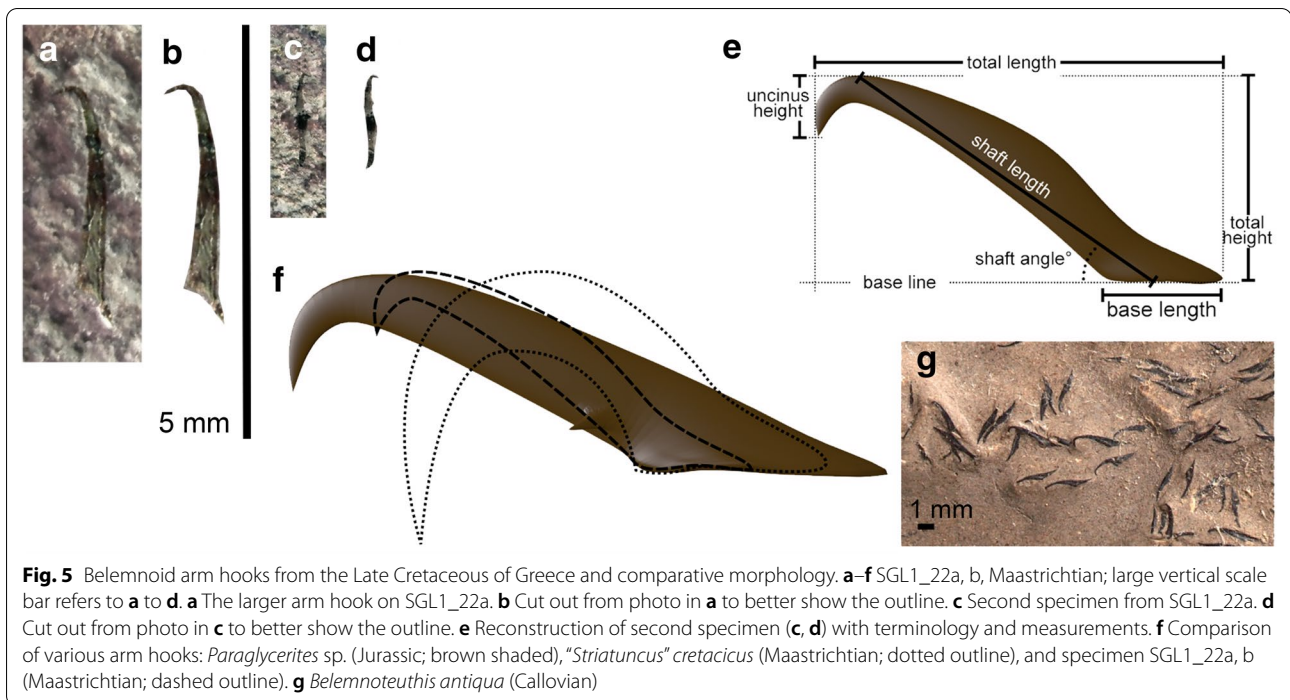 a
b
c
d
e
total length
uncinus
height
shaft length
total
height
shaft angle°
base line
base length
f
5 mm
g
1 mm
Fig. 5 Belemnoid arm hooks from the Late Cretaceous of Greece and comparative morphology. a–f SGL1_22a, b, Maastrichtian; large vertical scale
bar refers to a to d. a The larger arm hook on SGL1_22a. b Cut out from photo in a to better show the outline. c Second specimen from SGL1_22a. d
Cut out from photo in c to better show the outline. e Reconstruction of second specimen (c, d) with terminology and measurements. f Comparison
of various arm hooks: Paraglycerites sp. (Jurassic; brown shaded), “Striatuncus” cretacicus (Maastrichtian; dotted outline), and specimen SGL1_22a, b
(Maastrichtian; dashed outline). g Belemnoteuthis antiqua (Callovian)